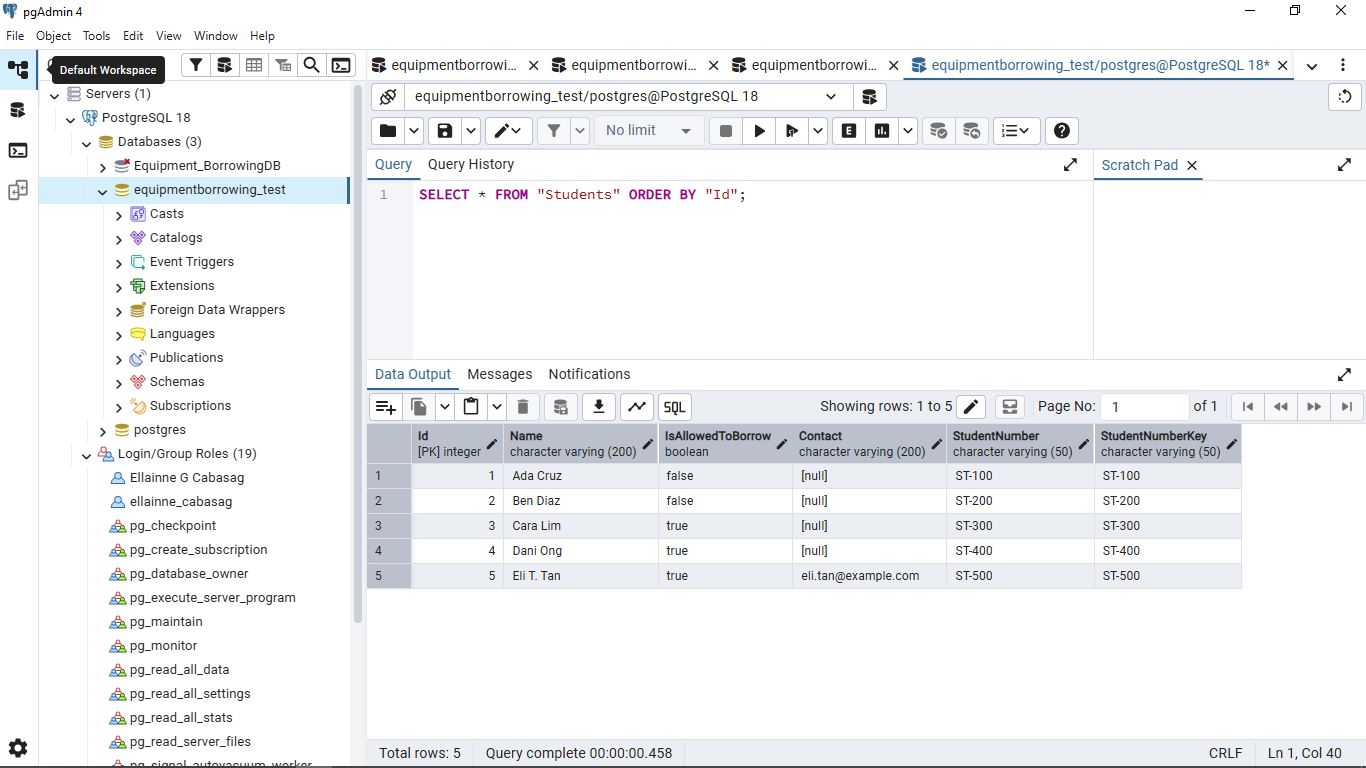 pgAdmin 4
File Object Tools Edit View Window Help
Default Workspace
equipmentborrowi...
equipmentborrowi...
equipmentborrowi...
equipmentborrowing_test/postgres@PostgreSQL 18*
Servers (1)
PostgreSQL 18
Databases (3)
Equipment_BorrowingDB
equipmentborrowing_test
Casts
Catalogs
Event Triggers
Extensions
Foreign Data Wrappers
Languages
Publications
Schemas
Subscriptions
postgres
Login/Group Roles (19)
Ellainne G Cabasag
ellainne_cabasag
pg_checkpoint
pg_create_subscription
pg_database_owner
pg_execute_server_program
pg_maintain
pg_monitor
pg_read_all_data
pg_read_all_settings
pg_read_all_stats
pg_read_server_files
pg_signal_autovacuum_worker
equipmentborrowing_test/postgres@PostgreSQL 18
No limit
E
Query Query History
Scratch Pad
1 SELECT * FROM "Students" ORDER BY "Id";
Data Output Messages Notifications
SQL
Showing rows: 1 to 5
Page No: 1 of 1
Id Name IsAllowedToBorrow Contact StudentNumber StudentNumberKey
[PK] integer character varying (200) boolean character varying (200) character varying (50) character varying (50)
1 1 Ada Cruz false [null] ST-100 ST-100
2 2 Ben Diaz false [null] ST-200 ST-200
3 3 Cara Lim true [null] ST-300 ST-300
4 4 Dani Ong true [null] ST-400 ST-400
5 5 Eli T. Tan true eli.tan@example.com ST-500 ST-500
Total rows: 5 Query complete 00:00:00.458 CRLF Ln 1, Col 40